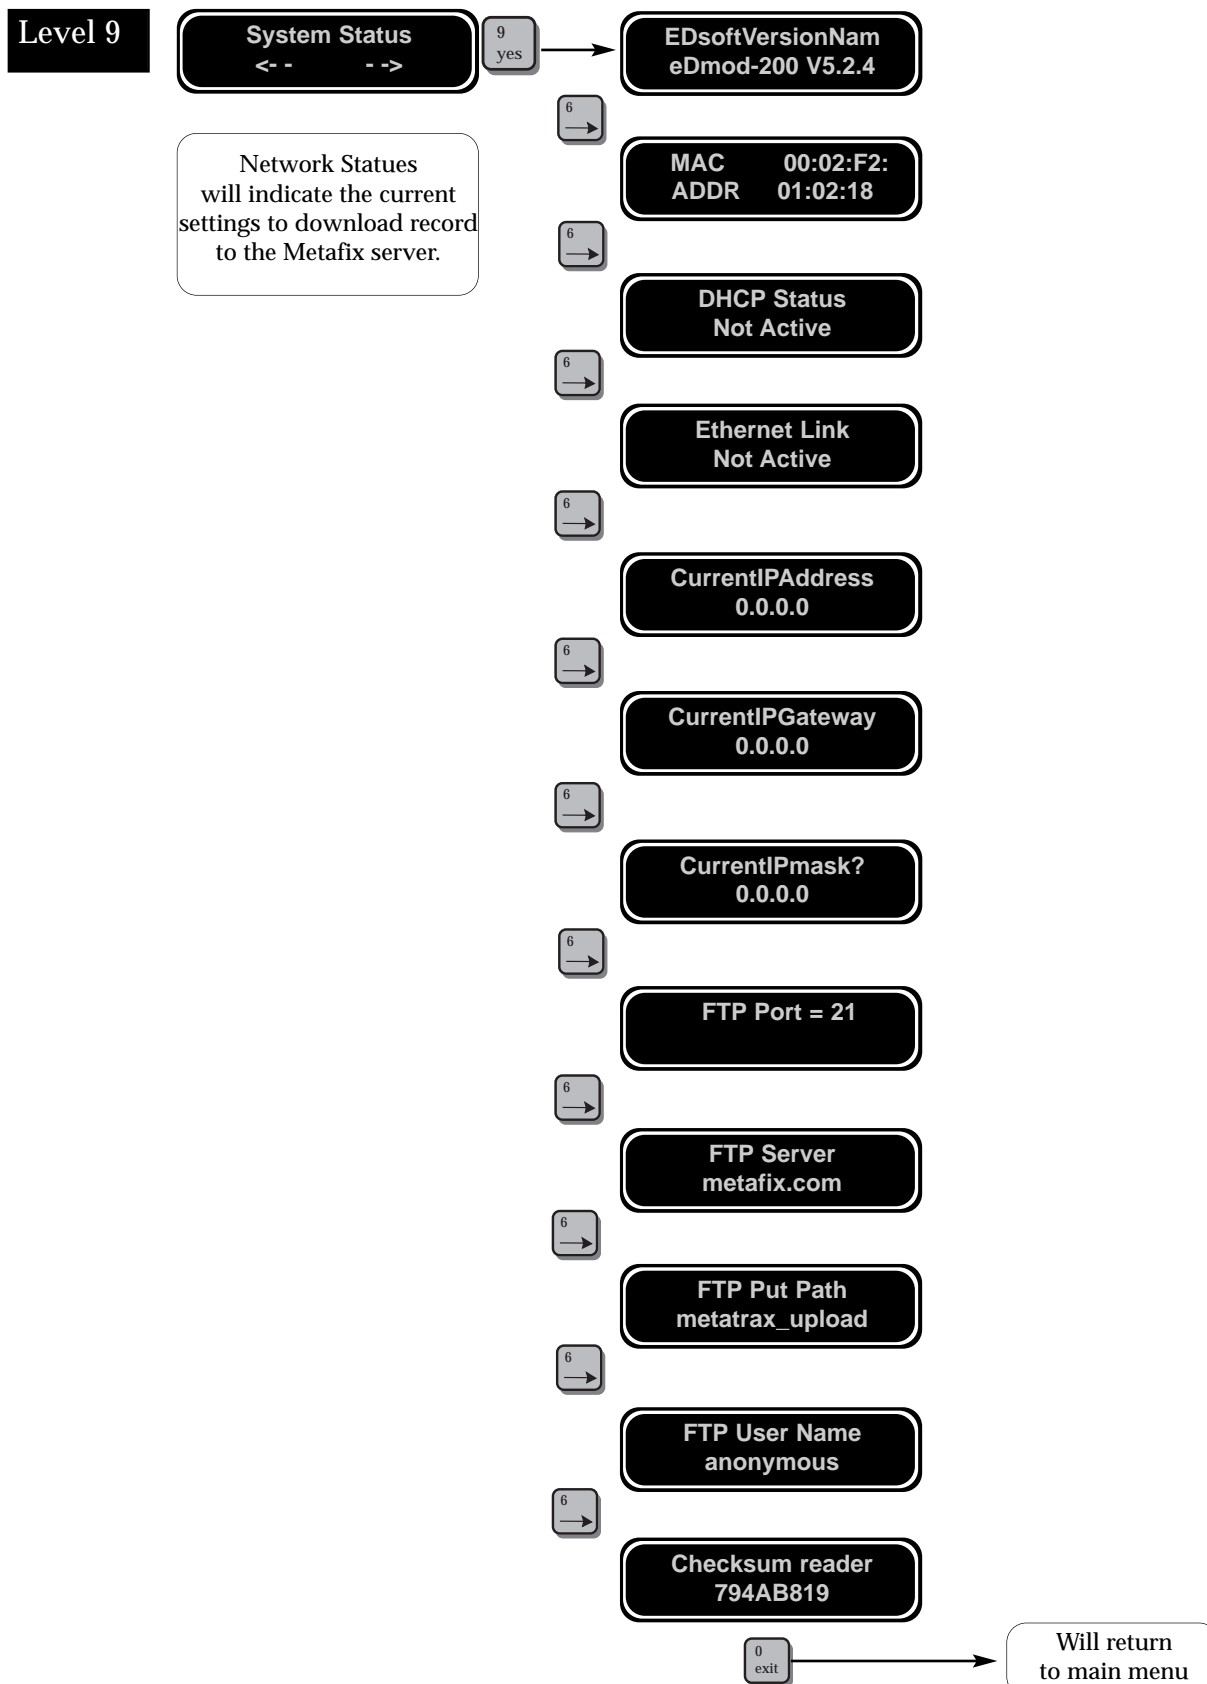 Level 9
System Status
<- -        - ->
9
yes
EDsoftVersionNam
eDmod-200 V5.2.4
6
Network Statues
will indicate the current
settings to download record
to the Metafix server.
MAC 00:02:F2:
ADDR 01:02:18
6
DHCP Status
Not Active
6
Ethernet Link
Not Active
6
CurrentIPAddress
0.0.0.0
6
CurrentIPGateway
0.0.0.0
6
CurrentIPmask?
0.0.0.0
6
FTP Port = 21
6
FTP Server
metafix.com
6
FTP Put Path
metatrax_upload
6
FTP User Name
anonymous
6
Checksum reader
794AB819
0
exit
Will return
to main menu